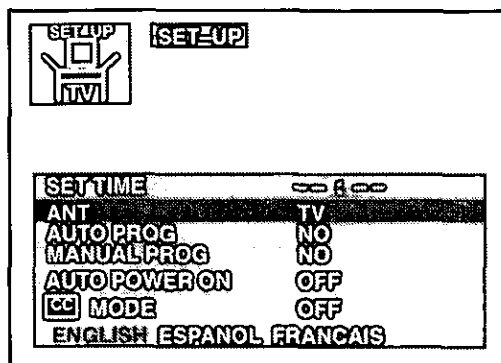 SET-UP SET-UP
TV
SET TIME -- : --
ANT TV
AUTO PROG NO
MANUAL PROG NO
AUTO POWER ON OFF
CC MODE OFF
ENGLISH ESPANOL FRANCAIS